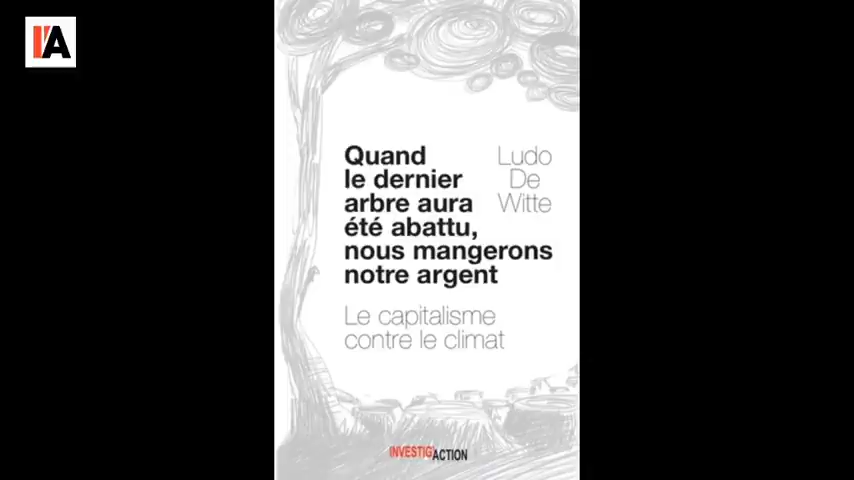 I'A
Quand
le dernier
arbre aura
été abattu,
nous mangerons
notre argent
Ludo
De
Witte
Le capitalisme
contre le climat
INVESTIG'ACTION